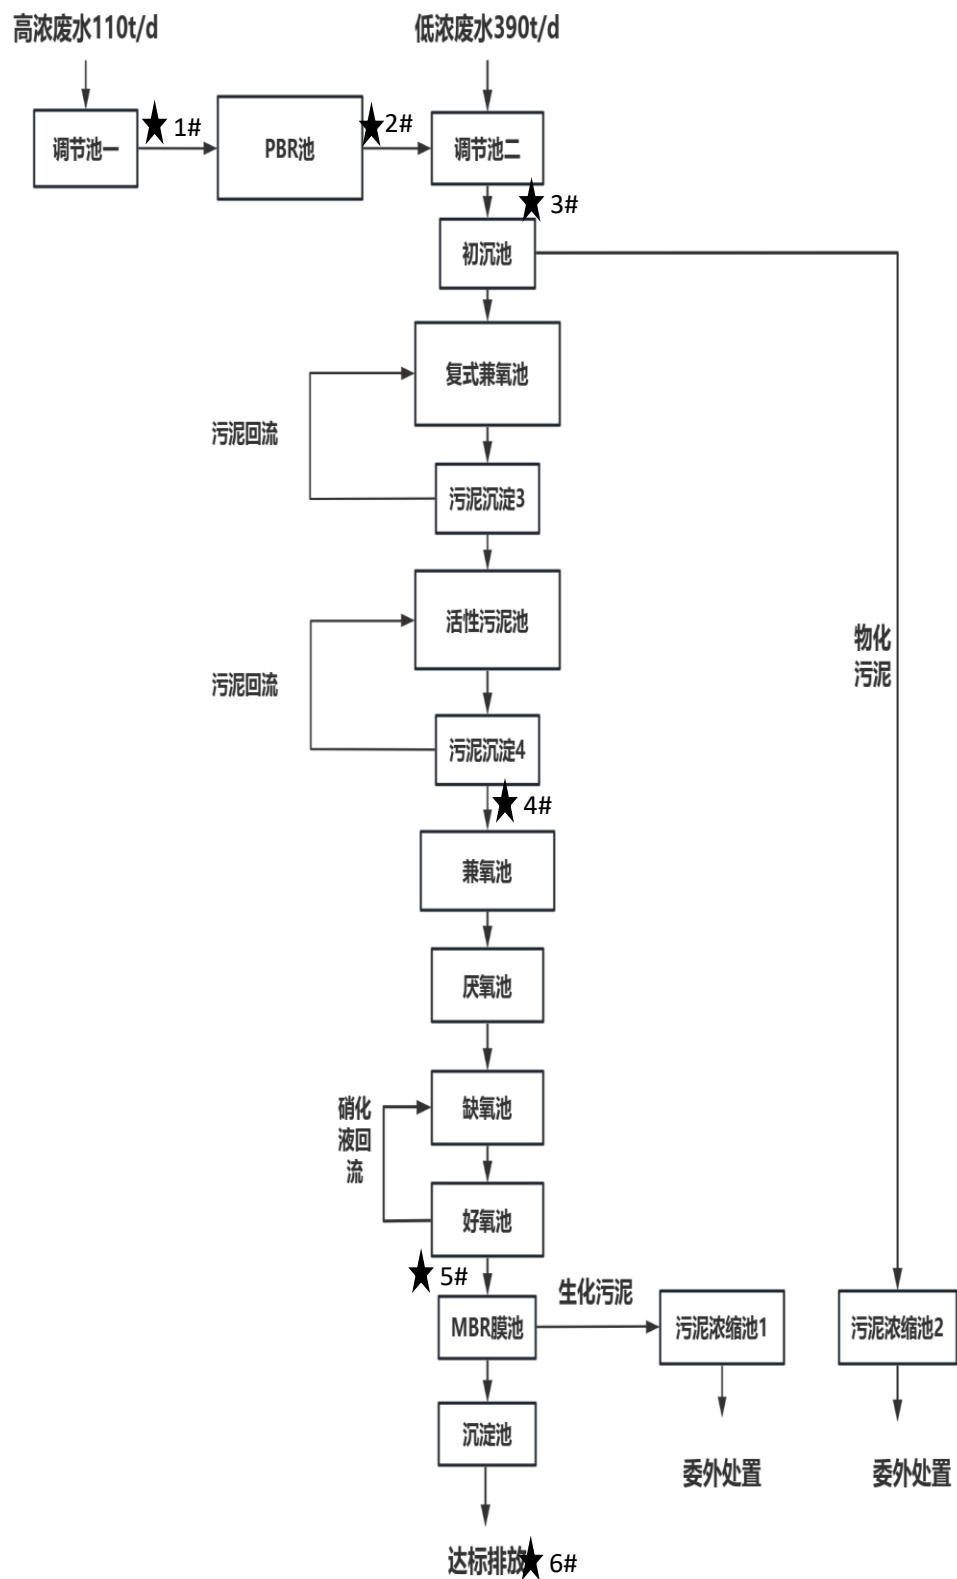 高浓废水110t/d
低浓废水390t/d
调节池一
1#
PBR池
2#
调节池二
3#
初沉池
复式兼氧池
污泥回流
污泥沉淀3
活性污泥池
物化
污泥
污泥回流
污泥沉淀4
4#
兼氧池
厌氧池
硝化
液回
流
缺氧池
好氧池
5#
生化污泥
MBR膜池
污泥浓缩池1
污泥浓缩池2
沉淀池
委外处置
委外处置
达标排放
6#